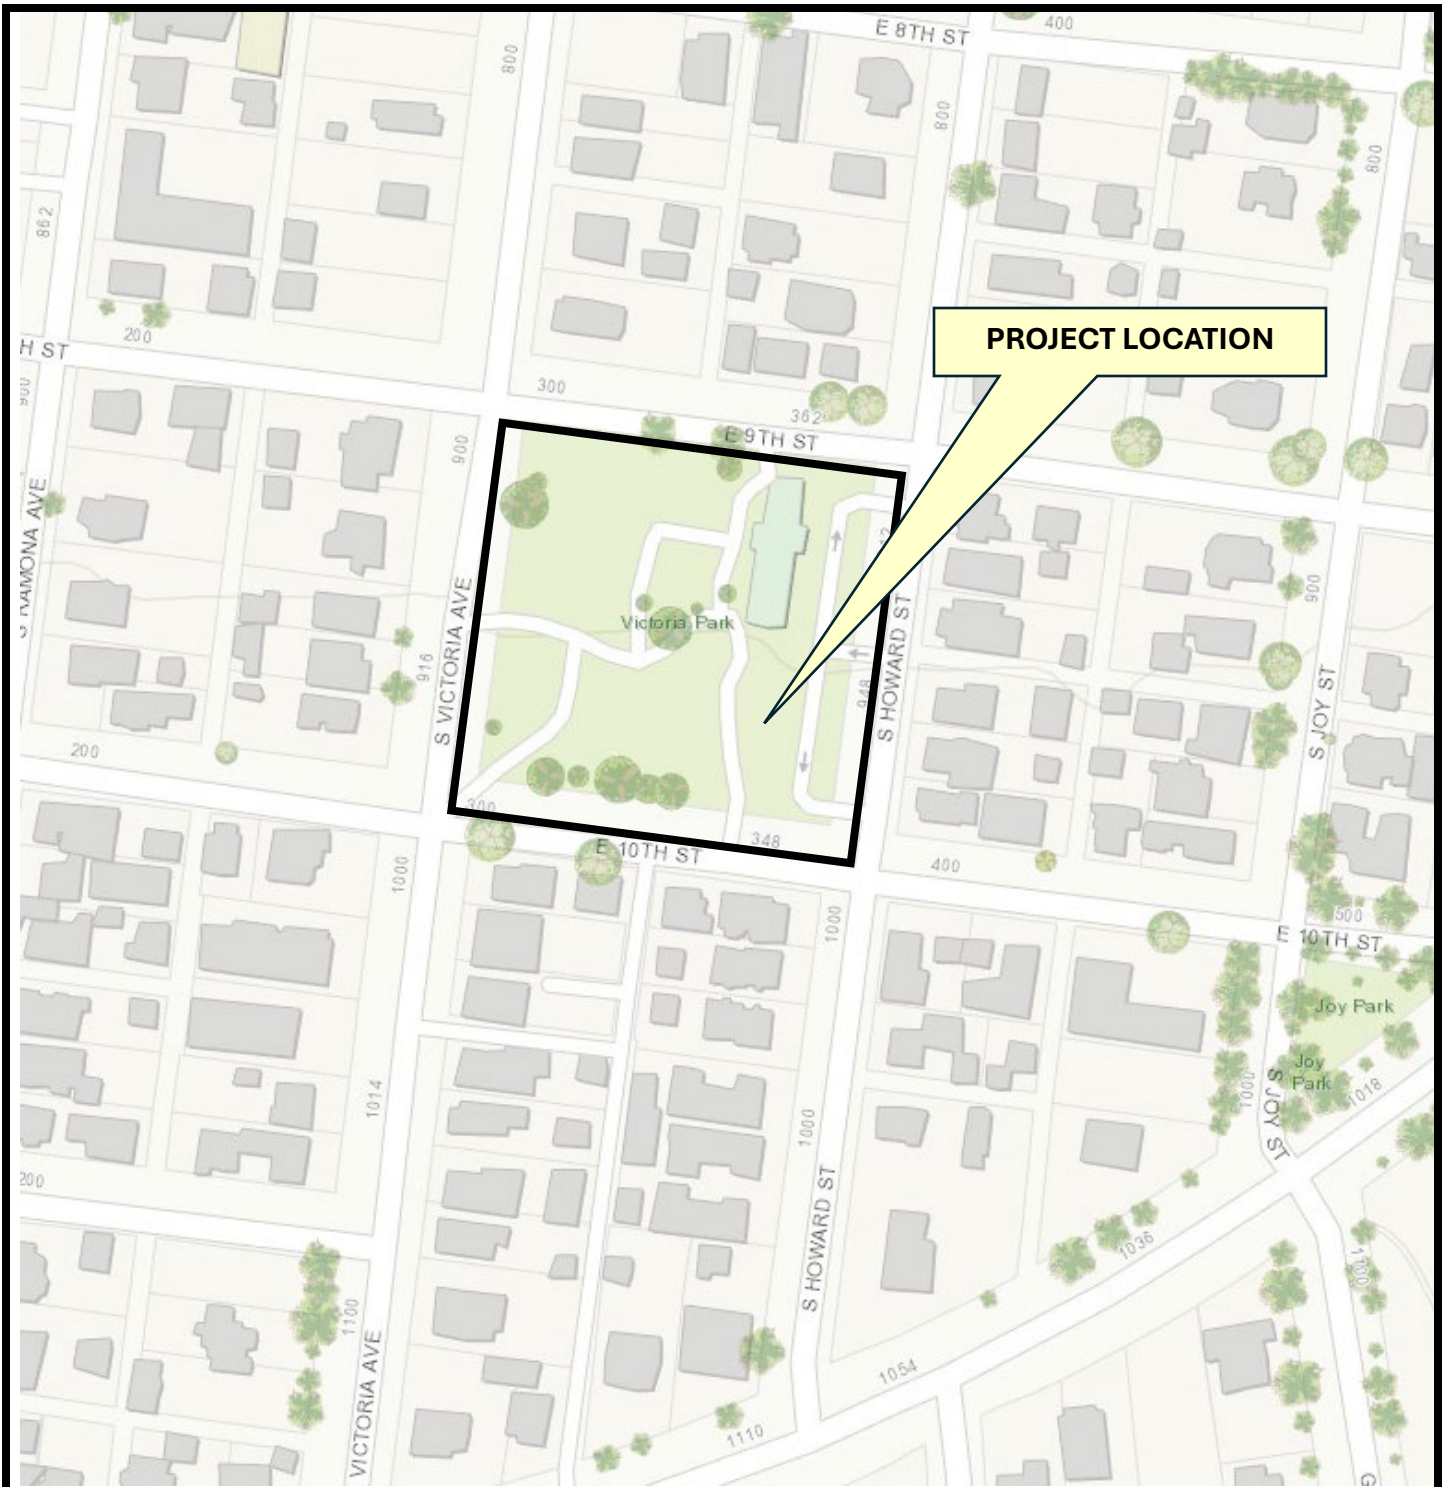 E 8TH ST
400
800
800
800
862
200
H ST
300
PROJECT LOCATION
362
E 9TH ST
900
900
S RAMONA AVE
S VICTORIA AVE
916
Victoria Park
948
S HOWARD ST
900
S JOY ST
200
300
348
E 10TH ST
400
500
E 10TH ST
1000
1000
Joy Park
Joy
Park
1018
1000
S JOY ST
1014
1000
200
S HOWARD ST
1036
1100
1100
VICTORIA AVE
1054
1110
G